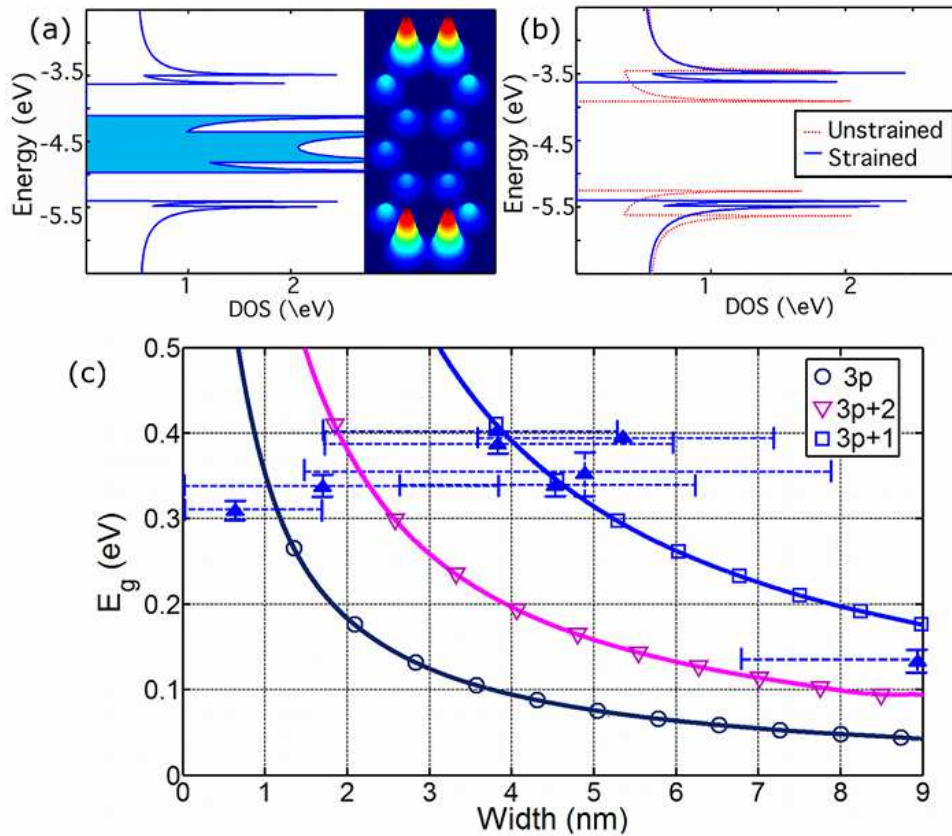 (a)
(b)
-3.5
-4.5
-5.5
Energy (eV)
1
2
DOS (\eV)
-3.5
-4.5
-5.5
Energy (eV)
Unstrained
Strained
1
2
DOS (\eV)
(c)
0.5
0.4
0.3
0.2
0.1
0
E_g (eV)
3p
3p+2
3p+1
0 1 2 3 4 5 6 7 8 9
Width (nm)